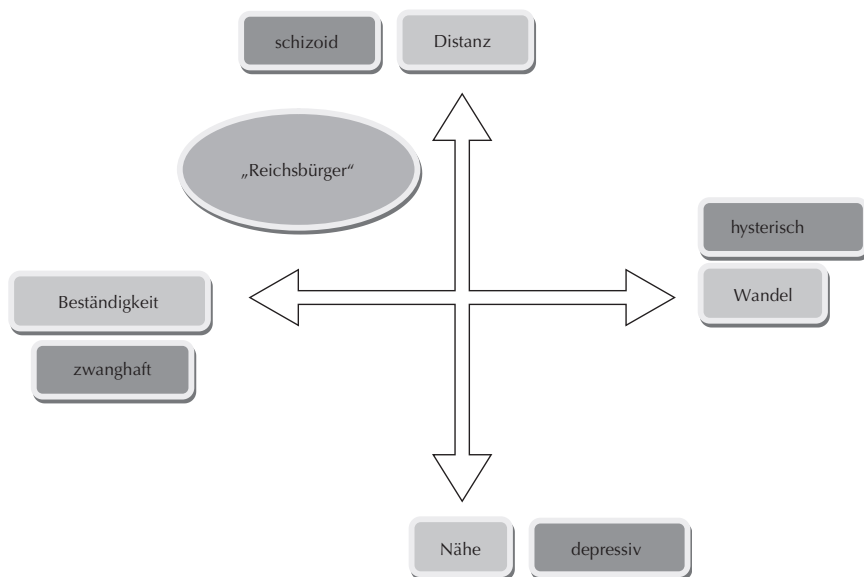 schizoid
Distanz
„Reichsbürger“
hysterisch
Beständigkeit
Wandel
zwanghaft
Nähe
depressiv